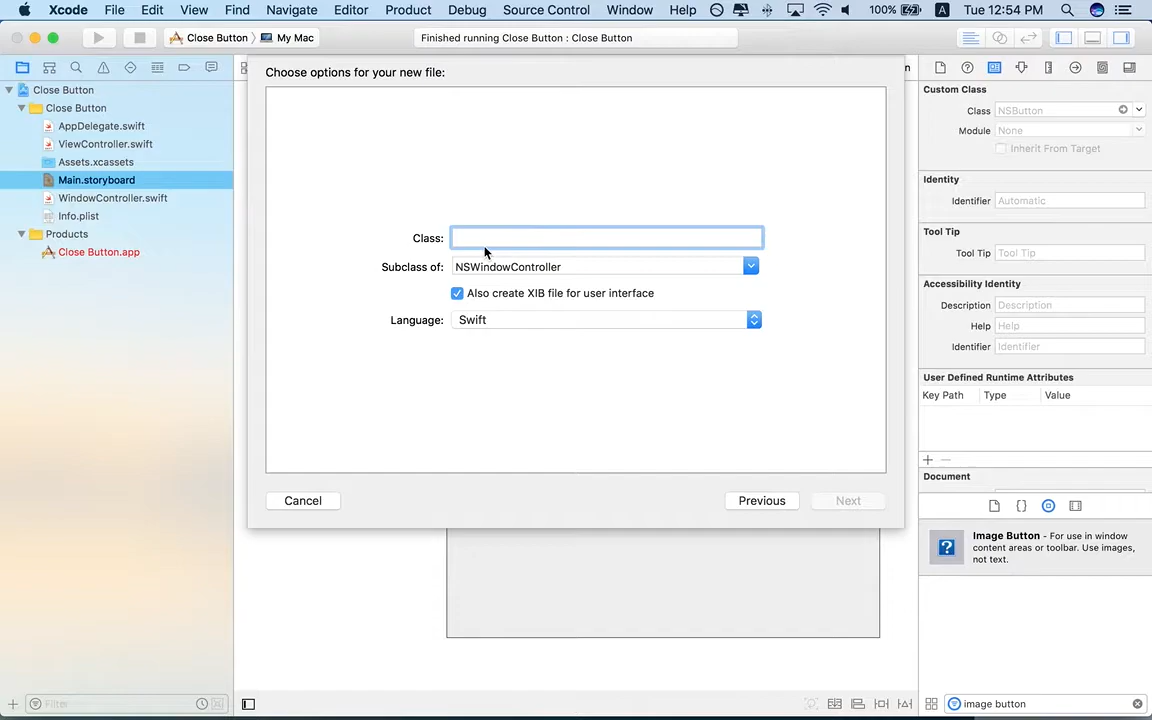 Xcode File Edit View Find Navigate Editor Product Debug Source Control Window Help 100% A Tue 12:54 PM
Close Button My Mac
Finished running Close Button : Close Button
Close Button
Close Button
AppDelegate.swift
ViewController.swift
Assets.xcassets
Main.storyboard
WindowController.swift
Info.plist
Products
Close Button.app
Filter
Choose options for your new file:
Class:
Subclass of: NSWindowController
Also create XIB file for user interface
Language: Swift
Cancel Previous Next
Custom Class
Class NSButton
Module None
Inherit From Target
Identity
Identifier Automatic
Tool Tip
Tool Tip Tool Tip
Accessibility Identity
Description Description
Help Help
Identifier Identifier
User Defined Runtime Attributes
Key Path Type Value
Document
Image Button - For use in window
content areas or toolbar. Use images,
not text.
image button